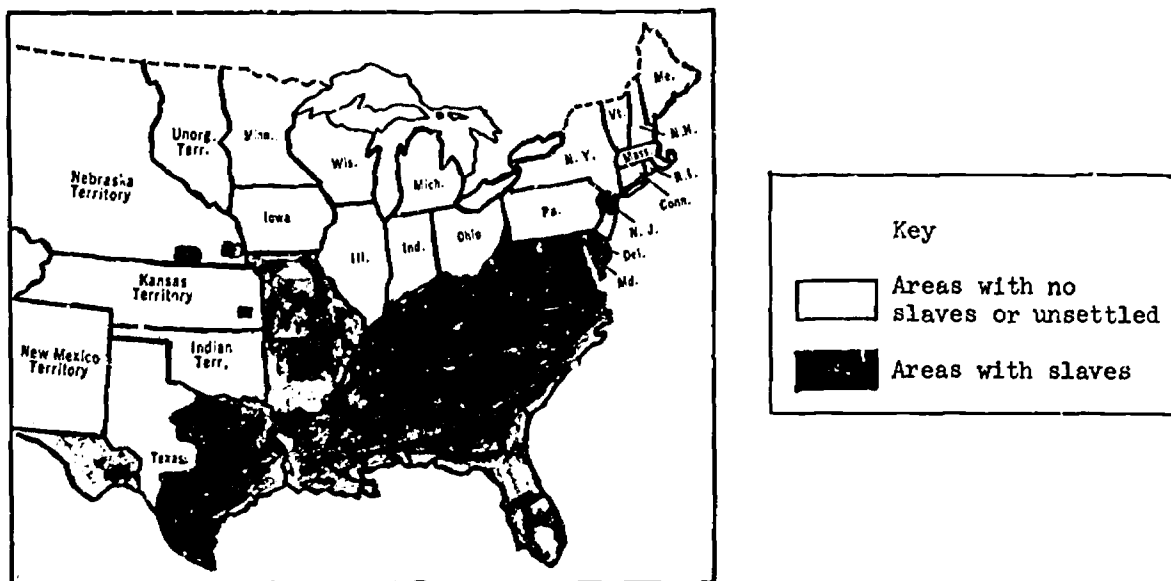 Me.
Vt.
N.H.
Unorg.
Terr.
Minn.
Wis.
Mich.
N. Y.
Mass.
R.I.
Conn.
Nebraska
Territory
Iowa
Ill.
Ind.
Ohio
Pa.
N. J.
Del.
Md.
Kansas
Territory
Indian
Terr.
New Mexico
Territory
Texas
Key
Areas with no
slaves or unsettled
Areas with slaves